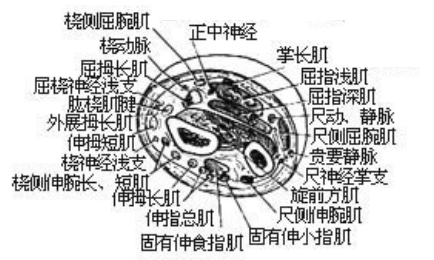 桡侧屈腕肌
桡动脉
屈拇长肌
屈桡神经浅支
肱桡肌腱
外展拇长肌
伸拇短肌
桡神经浅支
桡侧伸腕长、短肌
伸拇长肌
伸指总肌
固有伸食指肌
正中神经
掌长肌
屈指浅肌
屈指深肌
尺动、静脉
尺侧屈腕肌
贵要静脉
尺神经掌支
旋前方肌
尺侧伸腕肌
固有伸小指肌